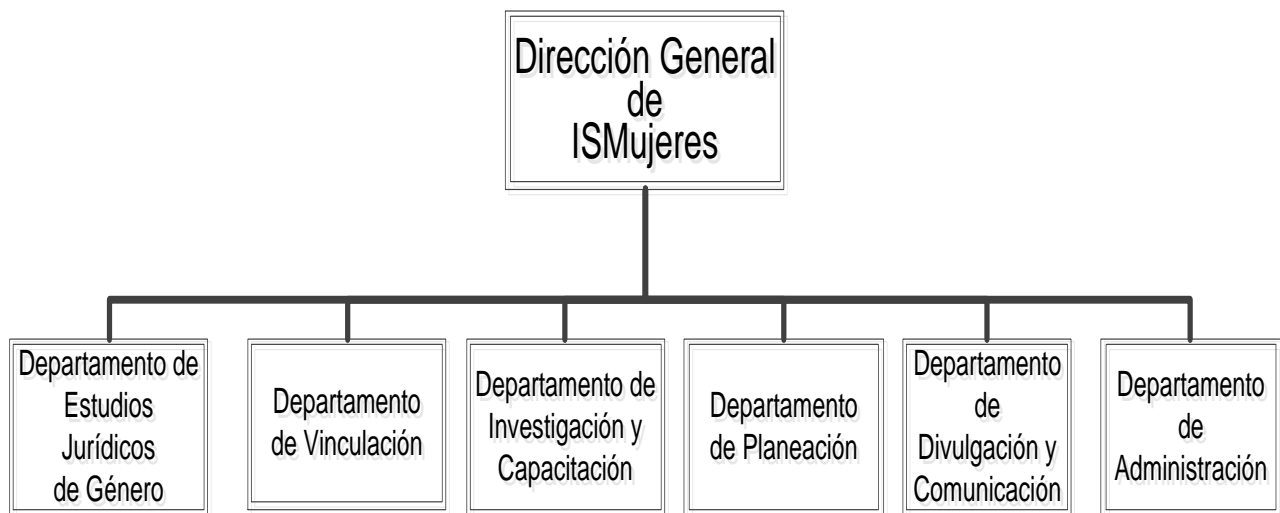 Dirección General
de
ISMujeres
Departamento de
Estudios
Jurídicos
de Género
Departamento
de Vinculación
Departamento de
Investigación y
Capacitación
Departamento
de Planeación
Departamento
de
Divulgación y
Comunicación
Departamento
de
Administración